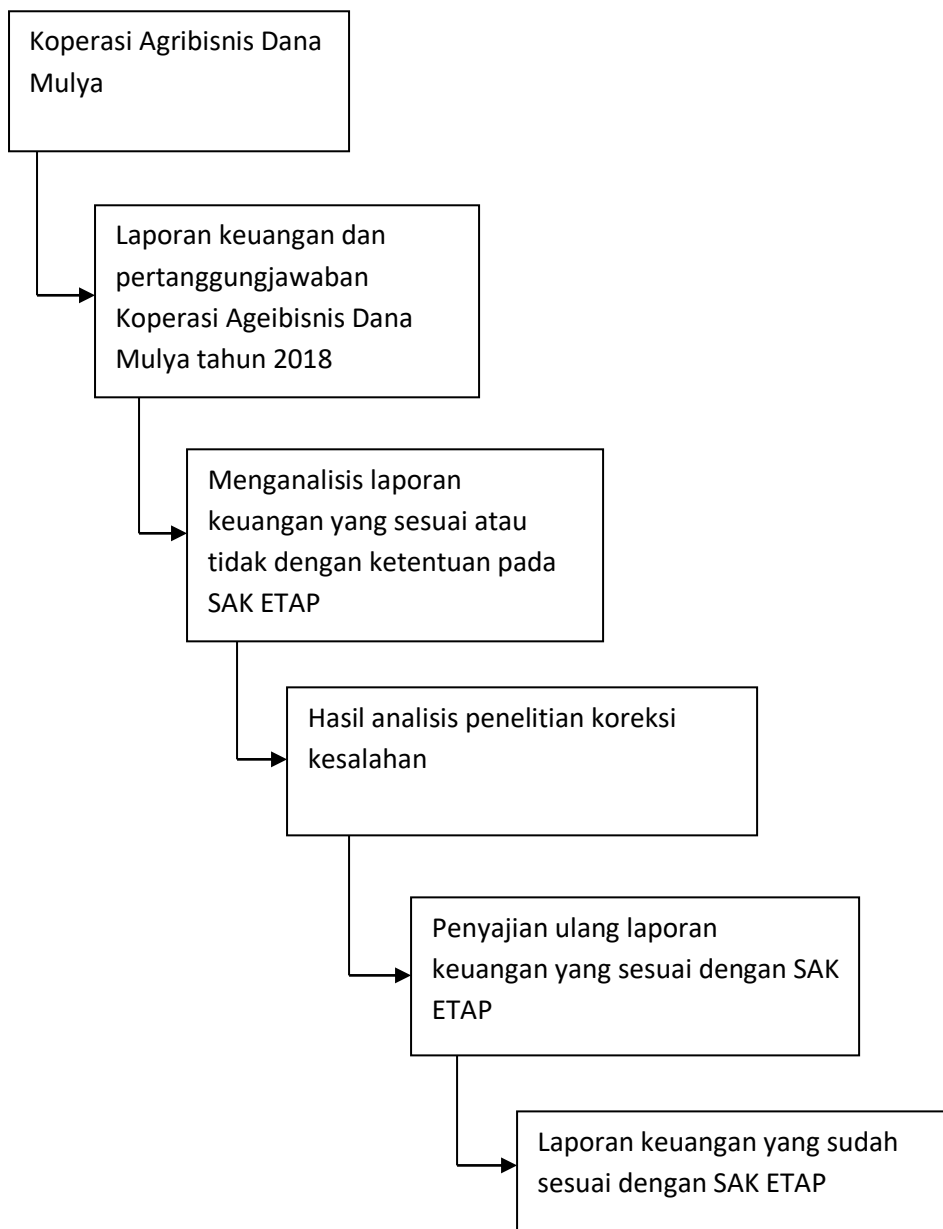 Koperasi Agribisnis Dana
Mulya
Laporan keuangan dan
pertanggungjawaban
Koperasi Ageibisnis Dana
Mulya tahun 2018
Menganalisis laporan
keuangan yang sesuai atau
tidak dengan ketentuan pada
SAK ETAP
Hasil analisis penelitian koreksi
kesalahan
Penyajian ulang laporan
keuangan yang sesuai dengan SAK
ETAP
Laporan keuangan yang sudah
sesuai dengan SAK ETAP